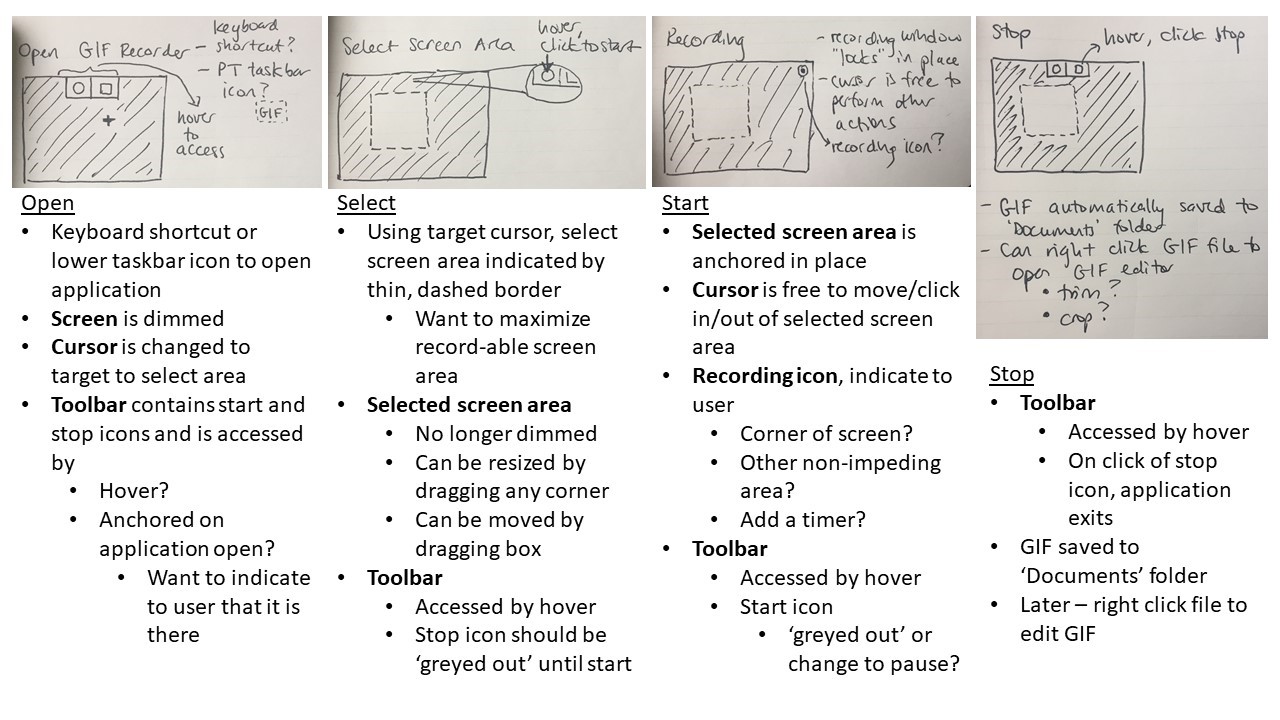 Open GIF Recorder
- keyboard
shortcut?
- PT taskbar
icon?
GIF
hover
to
access
Open
• Keyboard shortcut or
lower taskbar icon to open
application
• Screen is dimmed
• Cursor is changed to
target to select area
• Toolbar contains start and
stop icons and is accessed
by
• Hover?
• Anchored on
application open?
• Want to indicate
to user that it is
there
Select Screen Area
hover,
click to start
Select
• Using target cursor, select
screen area indicated by
thin, dashed border
• Want to maximize
record-able screen
area
• Selected screen area
• No longer dimmed
• Can be resized by
dragging any corner
• Can be moved by
dragging box
• Toolbar
• Accessed by hover
• Stop icon should be
‘greyed out’ until start
Recording
- recording window
"locks" in place
- cursor is free to
perform other
actions
recording icon?
Start
• Selected screen area is
anchored in place
• Cursor is free to move/click
in/out of selected screen
area
• Recording icon, indicate to
user
• Corner of screen?
• Other non-impeding
area?
• Add a timer?
• Toolbar
• Accessed by hover
• Start icon
• ‘greyed out’ or
change to pause?
Stop
hover, click stop
- GIF automatically saved to
'Documents' folder
- Can right click GIF file to
open GIF editor
• trim?
• crop?
Stop
• Toolbar
• Accessed by hover
• On click of stop
icon, application
exits
• GIF saved to
‘Documents’ folder
• Later – right click file to
edit GIF